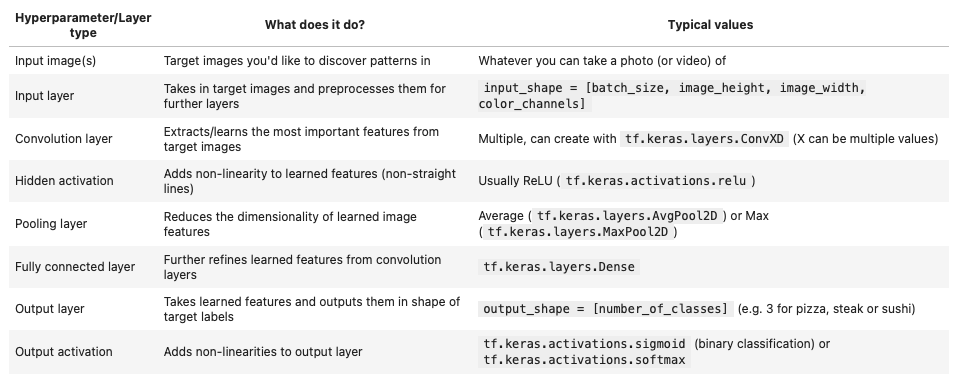 Hyperparameter/Layer type What does it do? Typical values
Input image(s) Target images you'd like to discover patterns in Whatever you can take a photo (or video) of
Input layer Takes in target images and preprocesses them for further layers input_shape = [batch_size, image_height, image_width, color_channels]
Convolution layer Extracts/learns the most important features from target images Multiple, can create with tf.keras.layers.ConvXD (X can be multiple values)
Hidden activation Adds non-linearity to learned features (non-straight lines) Usually ReLU ( tf.keras.activations.relu )
Pooling layer Reduces the dimensionality of learned image features Average ( tf.keras.layers.AvgPool2D ) or Max ( tf.keras.layers.MaxPool2D )
Fully connected layer Further refines learned features from convolution layers tf.keras.layers.Dense
Output layer Takes learned features and outputs them in shape of target labels output_shape = [number_of_classes] (e.g. 3 for pizza, steak or sushi)
Output activation Adds non-linearities to output layer tf.keras.activations.sigmoid (binary classification) or tf.keras.activations.softmax